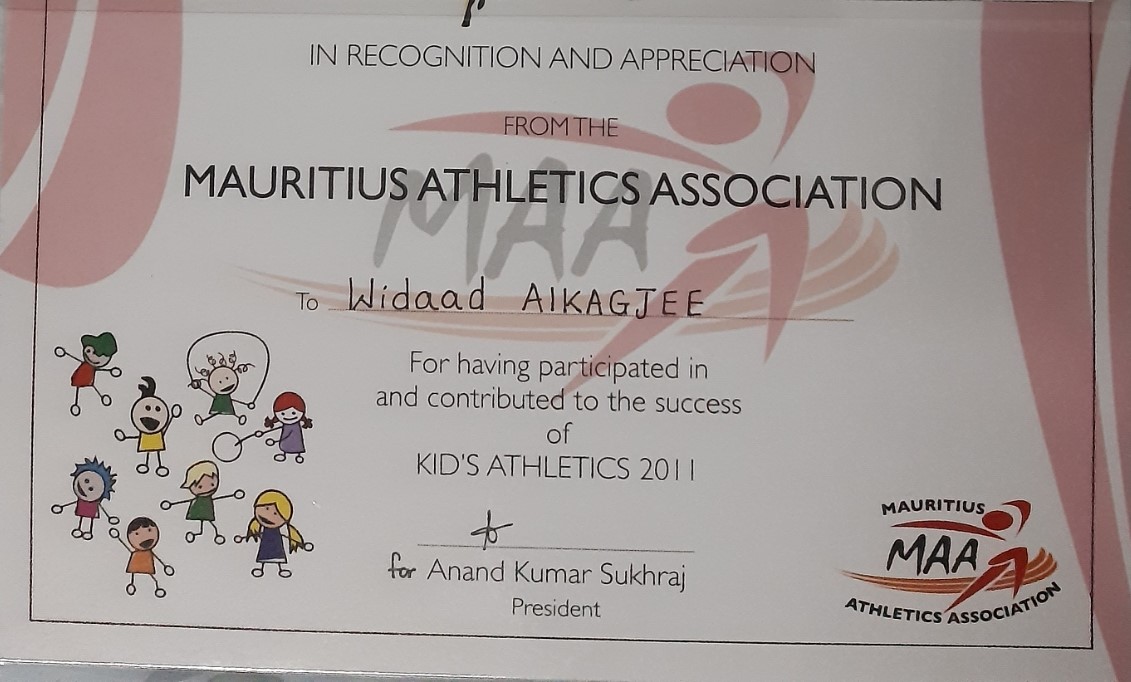 IN RECOGNITION AND APPRECIATION
FROM THE
MAURITIUS ATHLETICS ASSOCIATION
MAA
To Widaad AIKAGJEE
For having participated in
and contributed to the success
of
KID'S ATHLETICS 2011
for Anand Kumar Sukhraj
President
MAURITIUS
MAA
ATHLETICS ASSOCIATION